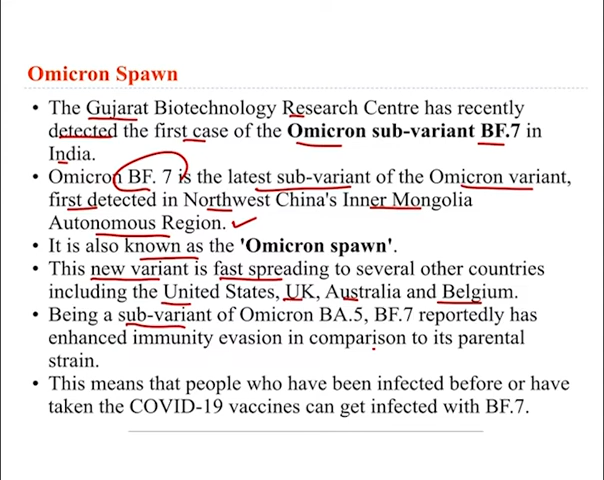 Omicron Spawn
• The Gujarat Biotechnology Research Centre has recently
detected the first case of the Omicron sub-variant BF.7 in
India.
• Omicron BF. 7 is the latest sub-variant of the Omicron variant,
first detected in Northwest China's Inner Mongolia
Autonomous Region.
• It is also known as the 'Omicron spawn'.
• This new variant is fast spreading to several other countries
including the United States, UK, Australia and Belgium.
• Being a sub-variant of Omicron BA.5, BF.7 reportedly has
enhanced immunity evasion in comparison to its parental
strain.
• This means that people who have been infected before or have
taken the COVID-19 vaccines can get infected with BF.7.